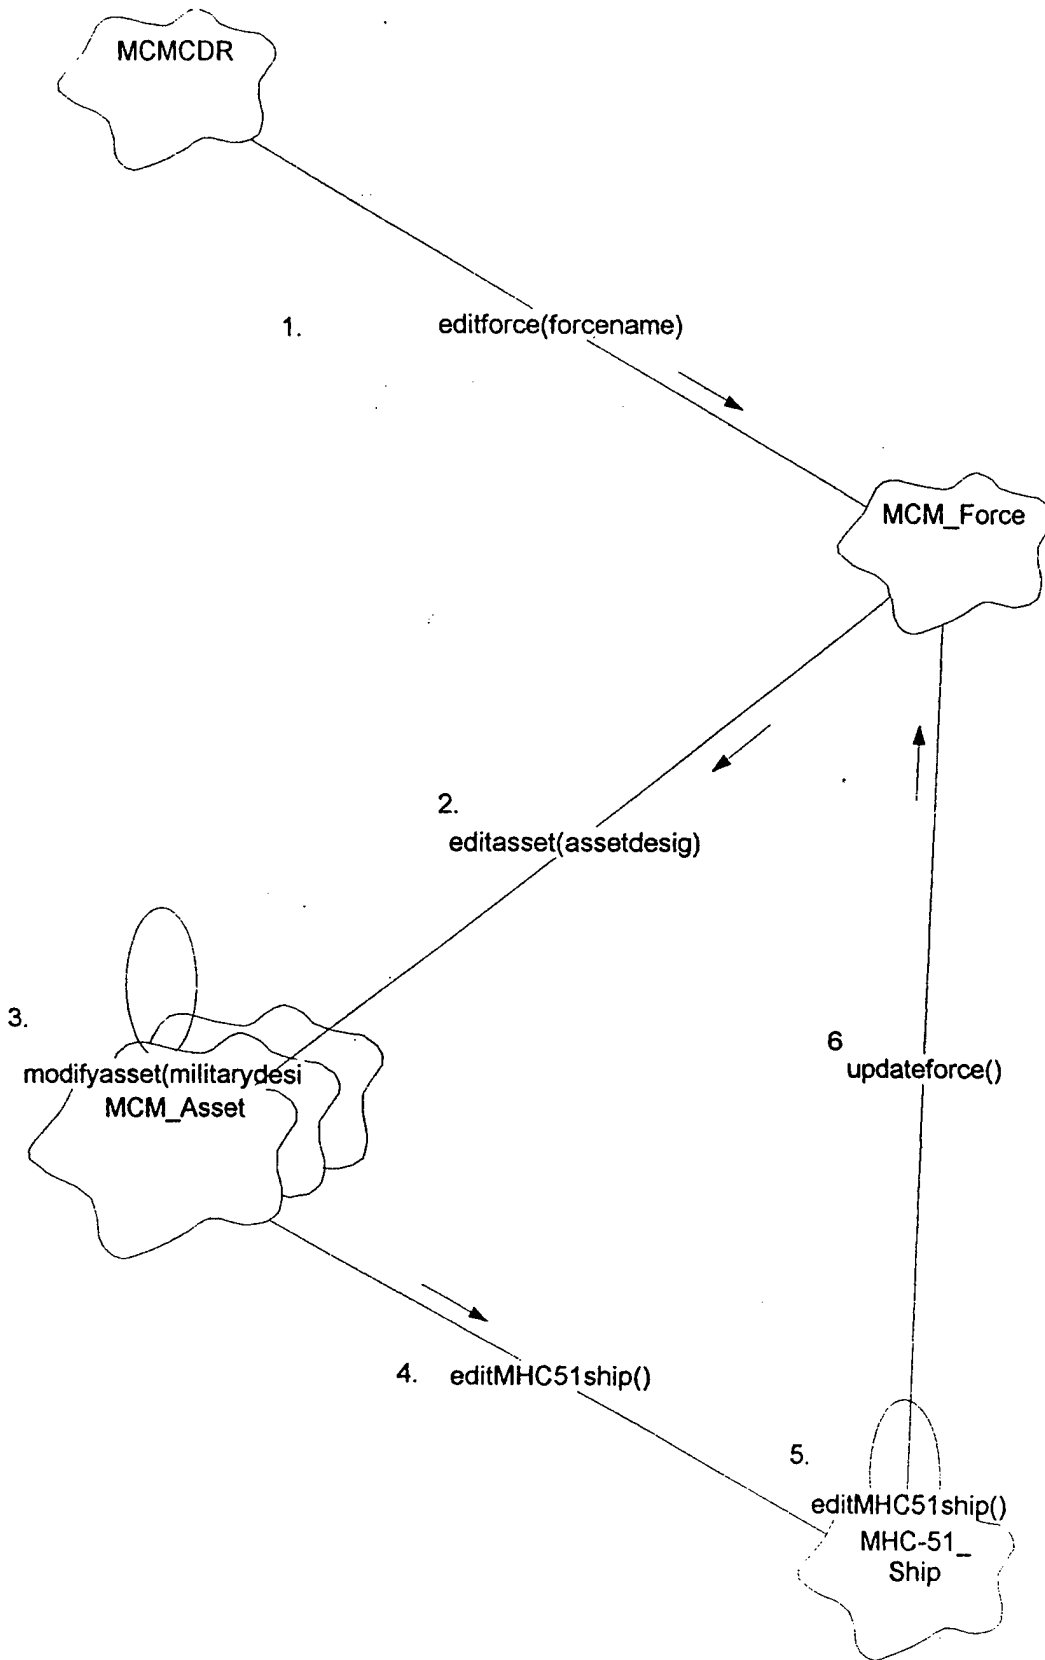 MCMCDR
1. editforce(forcename)
MCM_Force
2.
editasset(assetdesig)
3.
modifyasset(militarydesi
MCM_Asset
6
updateforce()
4. editMHC51ship()
5.
editMHC51ship()
MHC-51_
Ship